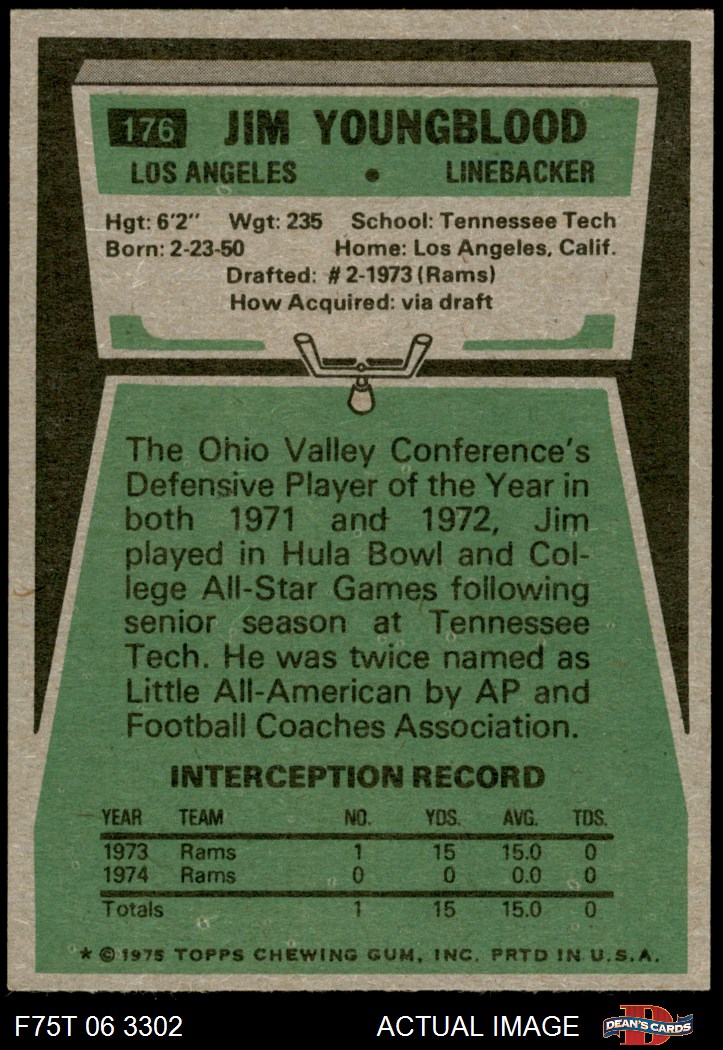 176 JIM YOUNGBLOOD
LOS ANGELES • LINEBACKER
Hgt: 6'2" Wgt: 235 School: Tennessee Tech
Born: 2-23-50 Home: Los Angeles, Calif.
Drafted: #2-1973 (Rams)
How Acquired: via draft
The Ohio Valley Conference's
Defensive Player of the Year in
both 1971 and 1972, Jim
played in Hula Bowl and Col-
lege All-Star Games following
senior season at Tennessee
Tech. He was twice named as
Little All-American by AP and
Football Coaches Association.
INTERCEPTION RECORD
YEAR TEAM NO. YDS. AVG. TDS.
1973 Rams 1 15 15.0 0
1974 Rams 0 0 0.0 0
Totals 1 15 15.0 0
* © 1975 TOPPS CHEWING GUM, INC. PRTD IN U.S.A.
F75T 06 3302 ACTUAL IMAGE D DEAN'S CARDS